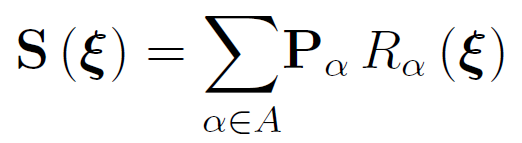 𝐒(𝝃) = ∑_{α∈A} 𝐏_α R_α(𝝃)